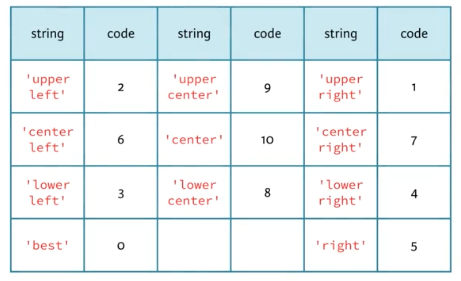 string code string code string code
'upper left' 2 'upper center' 9 'upper right' 1
'center left' 6 'center' 10 'center right' 7
'lower left' 3 'lower center' 8 'lower right' 4
'best' 0 'right' 5